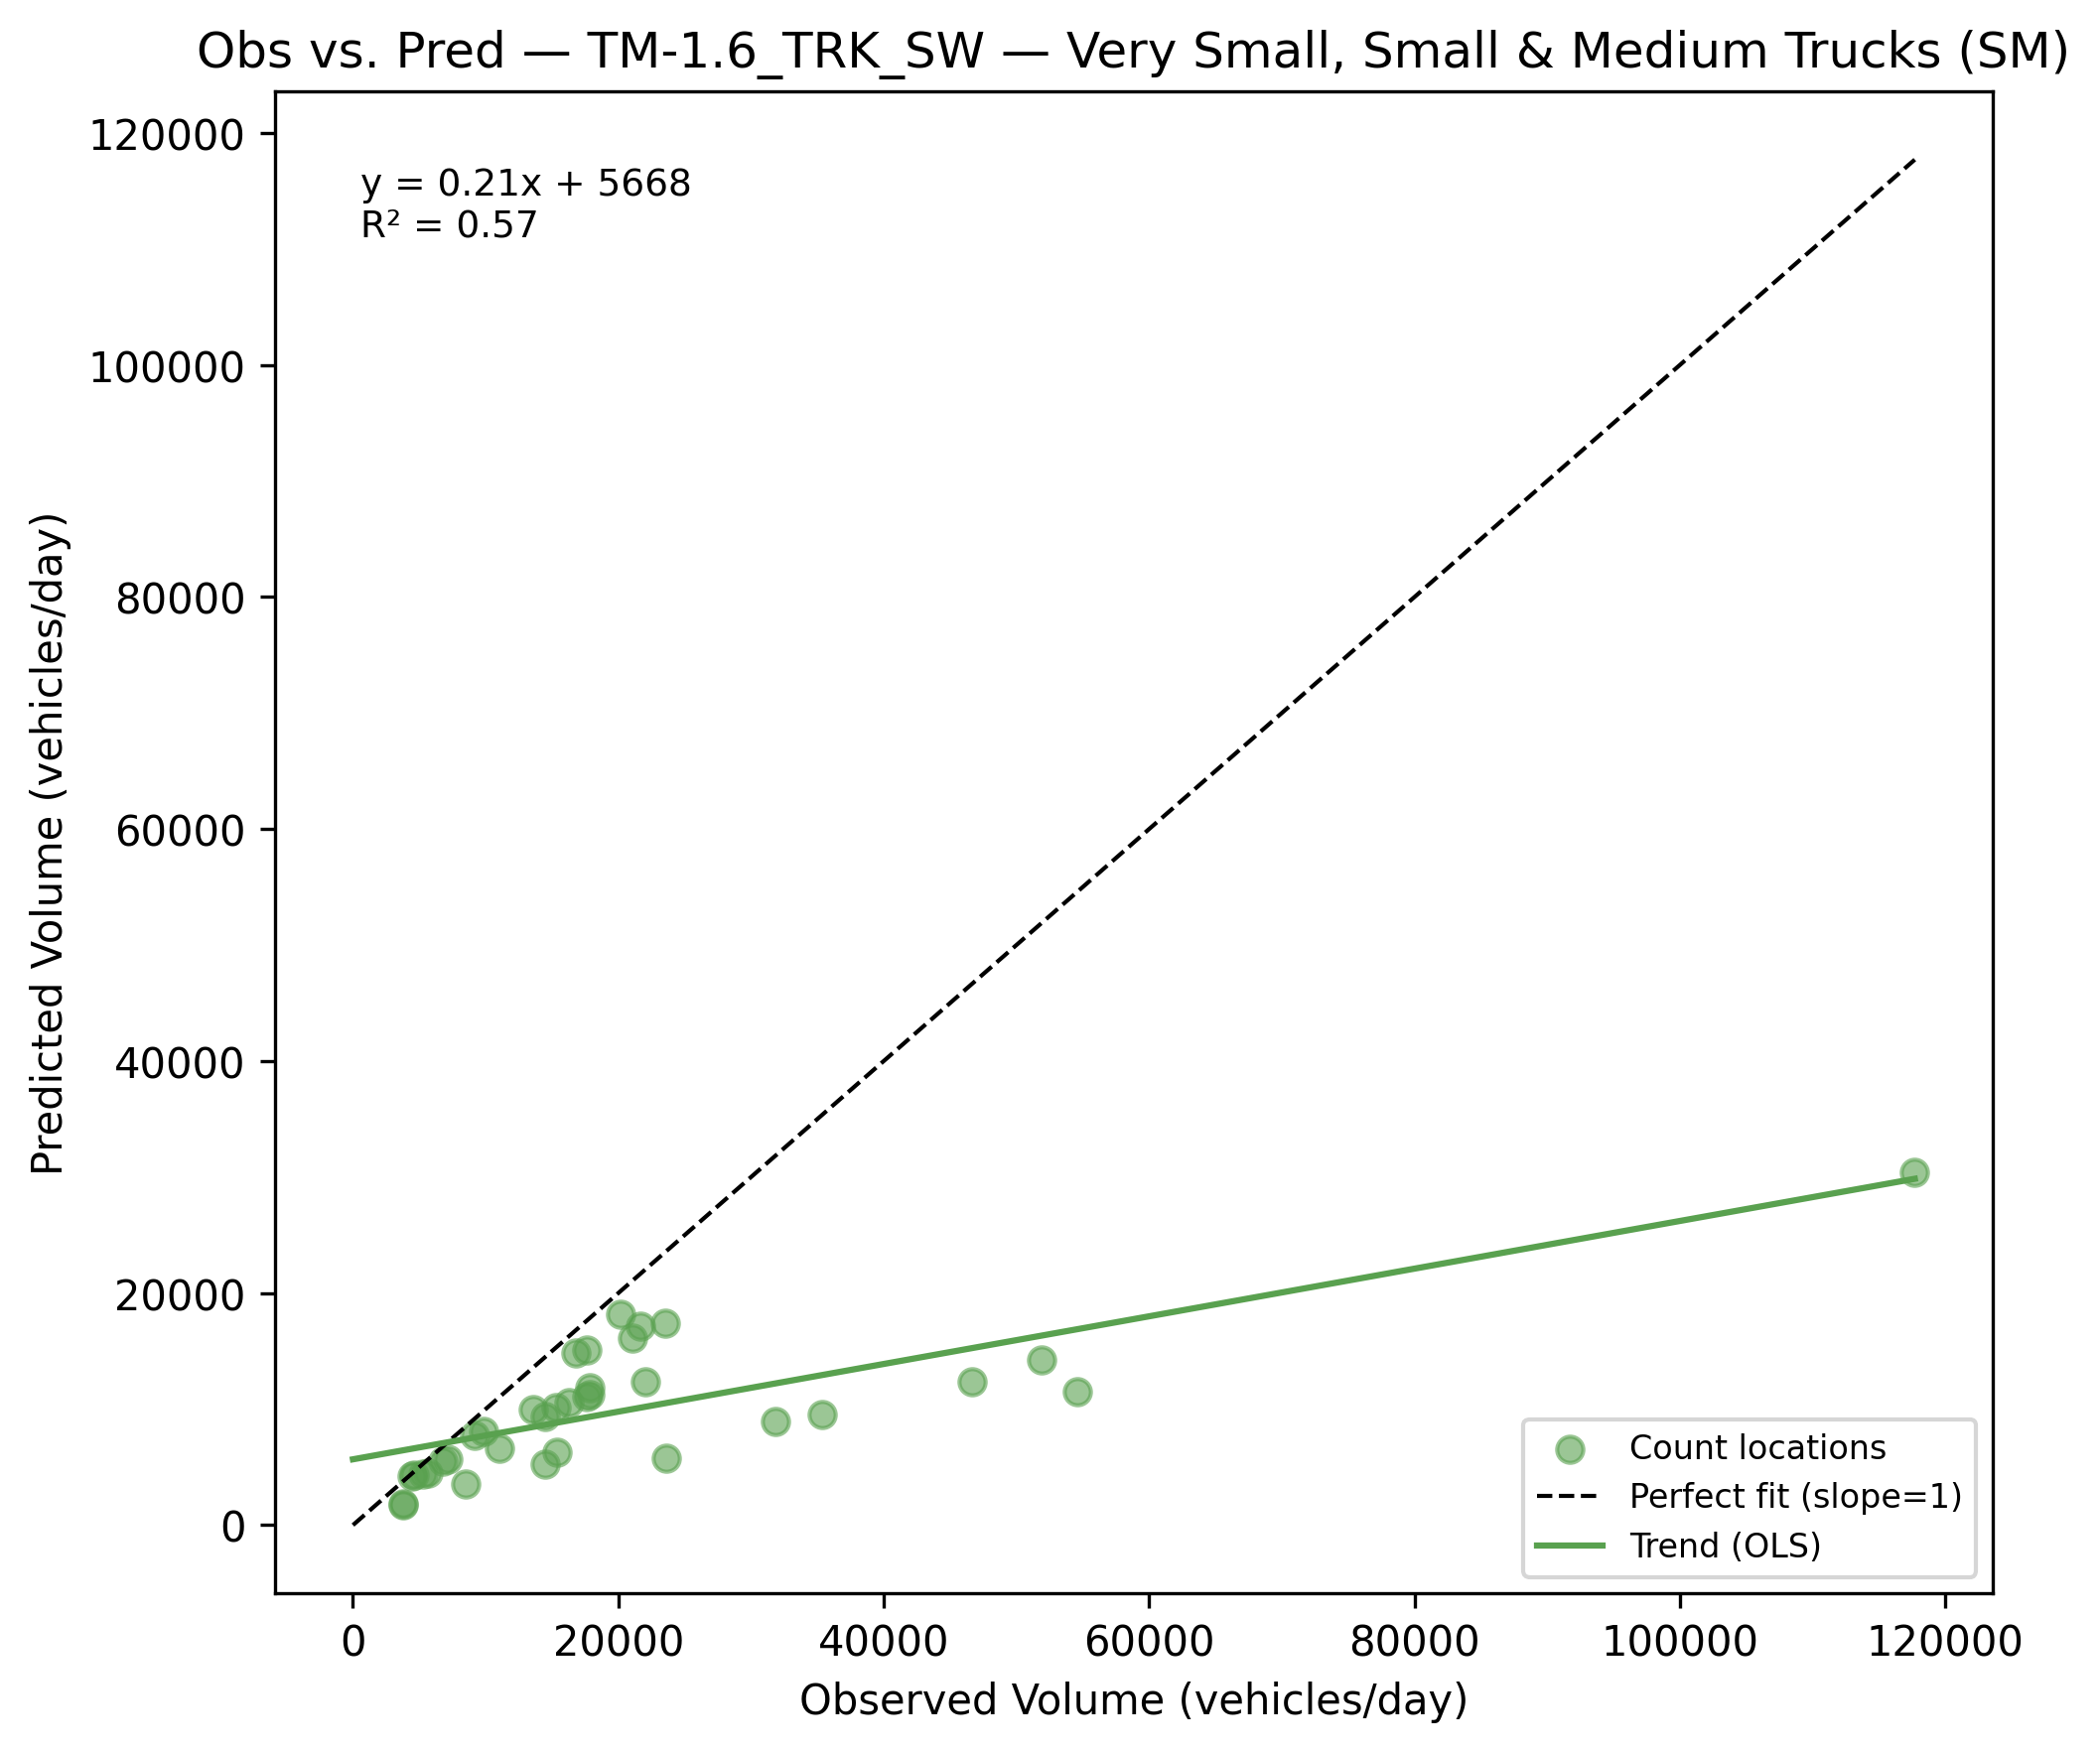 Obs vs. Pred — TM-1.6_TRK_SW — Very Small, Small & Medium Trucks (SM)
y = 0.21x + 5668
R² = 0.57
Predicted Volume (vehicles/day)
120000
100000
80000
60000
40000
20000
0
Count locations
Perfect fit (slope=1)
Trend (OLS)
0 20000 40000 60000 80000 100000 120000
Observed Volume (vehicles/day)